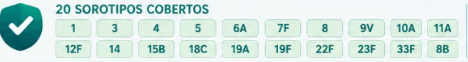 20 SOROTIPOS COBERTOS
1 3 4 5 6A 7F 8 9V 10A 11A
12F 14 15B 18C 19A 19F 22F 23F 33F 8B